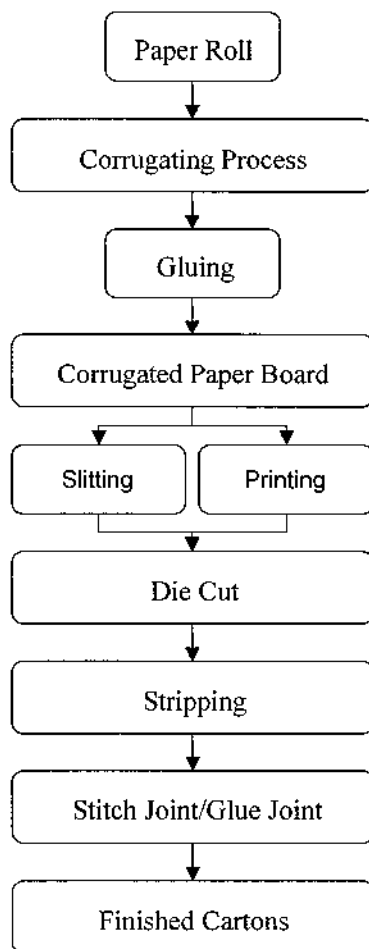 Paper Roll
Corrugating Process
Gluing
Corrugated Paper Board
Slitting
Printing
Die Cut
Stripping
Stitch Joint/Glue Joint
Finished Cartons